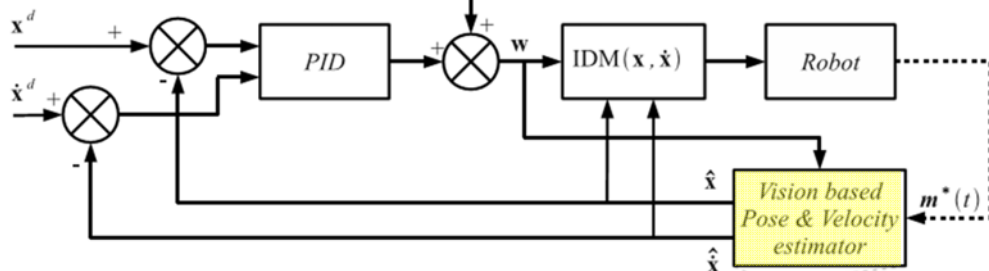 x^d
+
+
+
-
PID
w
IDM(x, ẋ)
Robot
ẋ^d
+
-
x̂
Vision based
Pose & Velocity
estimator
m*(t)
ẋ̂